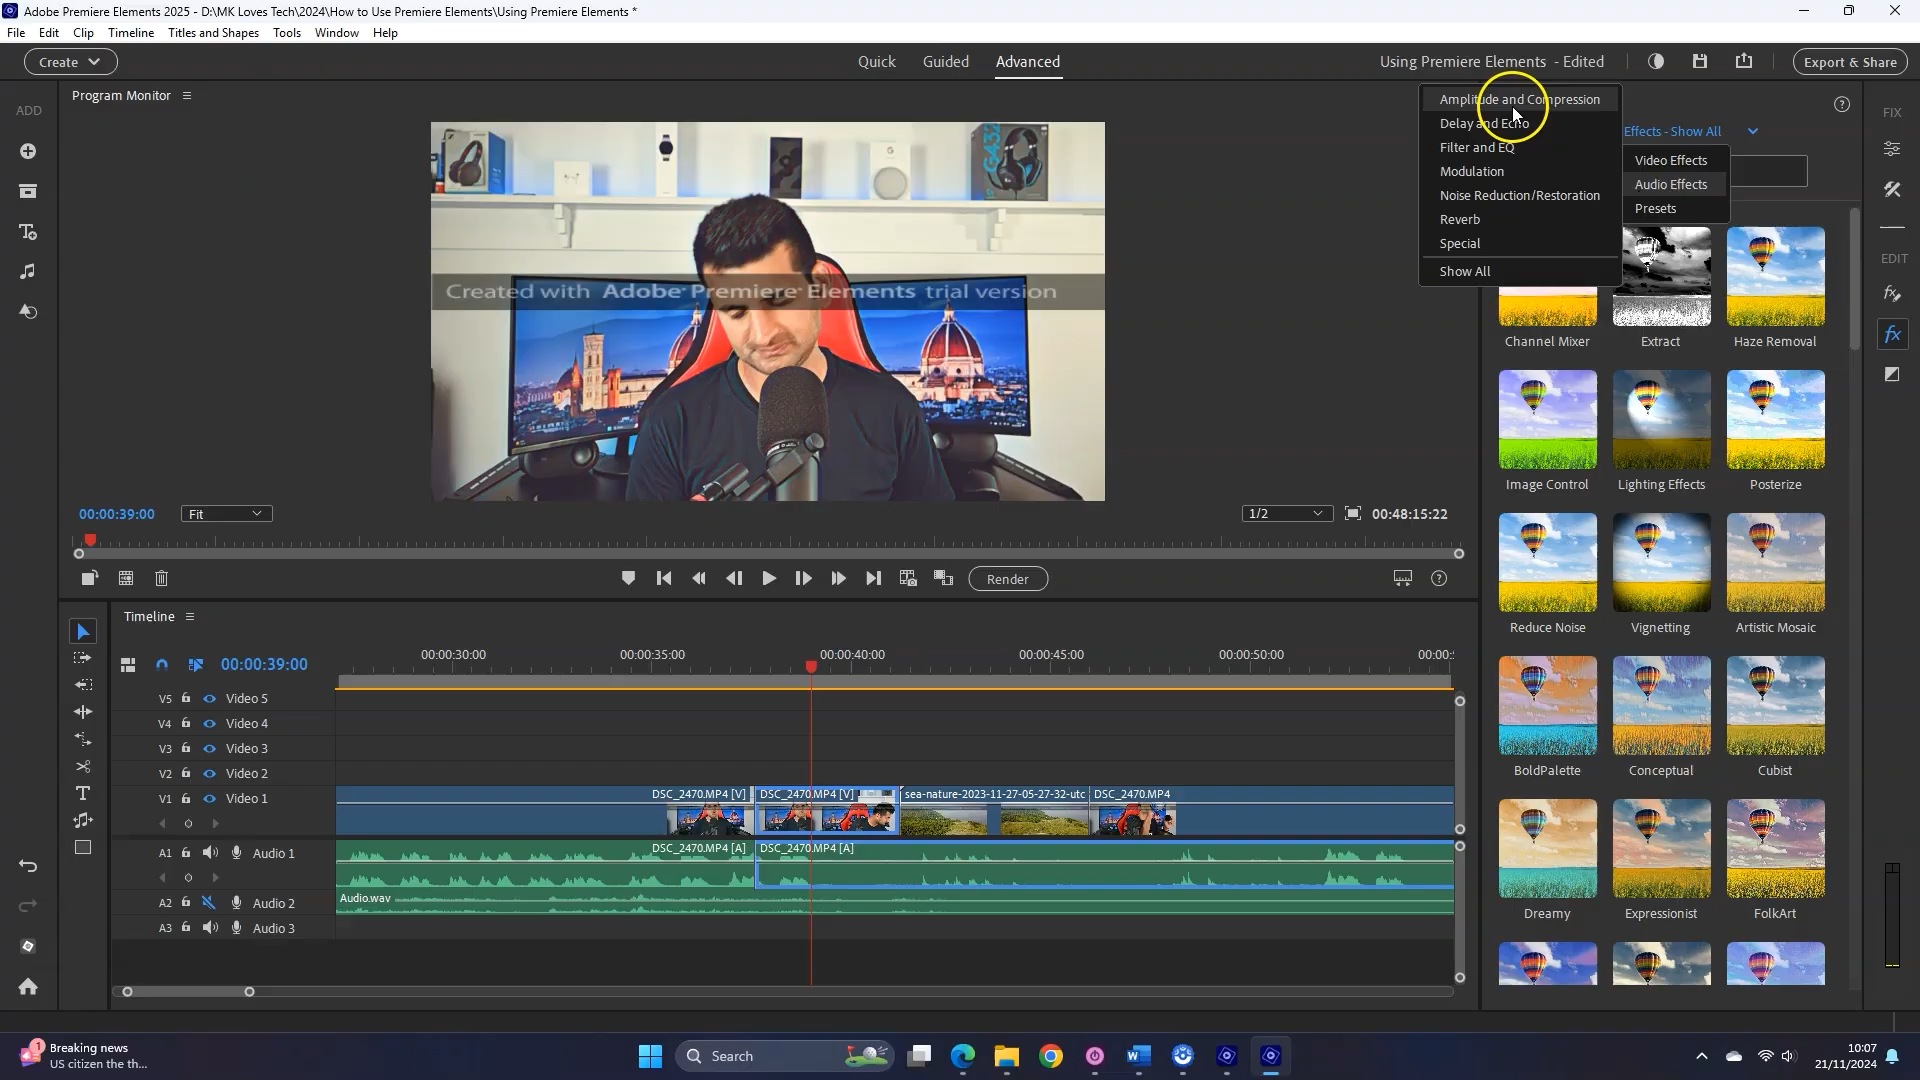 Adobe Premiere Elements 2025 - D:\MK Loves Tech\2024\How to Use Premiere Elements\Using Premiere Elements *
File Edit Clip Timeline Titles and Shapes Tools Window Help
Create
Quick Guided Advanced
Using Premiere Elements - Edited
Export & Share
ADD
Program Monitor
Amplitude and Compression
Delay and Echo
Filter and EQ
Modulation
Noise Reduction/Restoration
Reverb
Special
Show All
Effects - Show All
Video Effects
Audio Effects
Presets
FIX
EDIT
G432
Created with Adobe Premiere Elements trial version
Channel Mixer Extract Haze Removal
Image Control Lighting Effects Posterize
Reduce Noise Vignetting Artistic Mosaic
BoldPalette Conceptual Cubist
Dreamy Expressionist FolkArt
00:00:39:00 Fit 1/2 00:48:15:22
Render
Timeline
00:00:39:00
00:00:30:00 00:00:35:00 00:00:40:00 00:00:45:00 00:00:50:00 00:00:5
V5 Video 5
V4 Video 4
V3 Video 3
V2 Video 2
V1 Video 1
DSC_2470.MP4 [V] DSC_2470.MP4 [V] sea-nature-2023-11-27-05-27-32-utc DSC_2470.MP4
A1 Audio 1
DSC_2470.MP4 [A] DSC_2470.MP4 [A]
A2 Audio 2
Audio.wav
A3 Audio 3
1
Breaking news
US citizen the th...
Search
10:07
21/11/2024